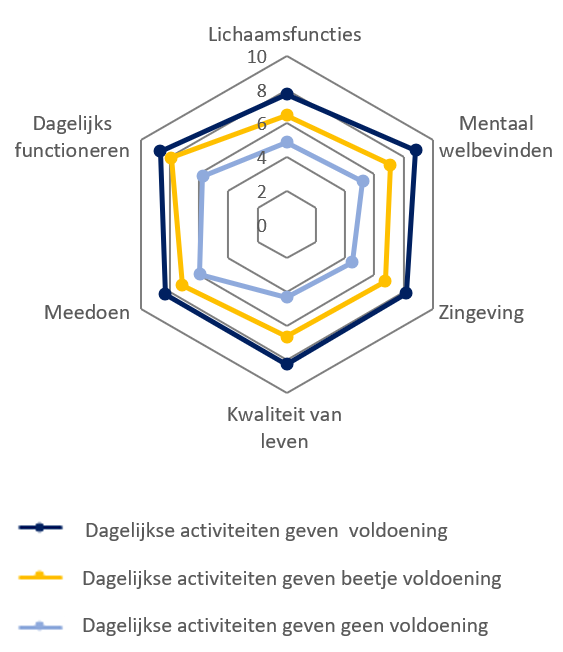 Lichaamsfuncties
10
8
6
4
2
0
Mentaal
welbevinden
Zingeving
Kwaliteit van
leven
Meedoen
Dagelijks
functioneren
Dagelijkse activiteiten geven  voldoening
Dagelijkse activiteiten geven beetje voldoening
Dagelijkse activiteiten geven geen voldoening